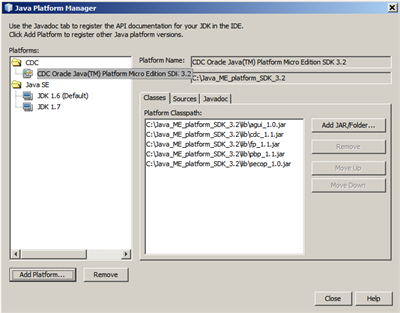 Java Platform Manager
Use the Javadoc tab to register the API documentation for your JDK in the IDE.
Click Add Platform to register other Java platform versions.
Platforms:
CDC
CDC Oracle Java(TM) Platform Micro Edition SDK 3.2
Java SE
JDK 1.6 (Default)
JDK 1.7
Add Platform...
Remove
Platform Name:
CDC Oracle Java(TM) Platform Micro Edition SDK 3.2
C:\Java_ME_platform_SDK_3.2
Classes
Sources
Javadoc
Platform Classpath:
C:\Java_ME_platform_SDK_3.2\lib\agui_1.0.jar
C:\Java_ME_platform_SDK_3.2\lib\cdc_1.1.jar
C:\Java_ME_platform_SDK_3.2\lib\fp_1.1.jar
C:\Java_ME_platform_SDK_3.2\lib\pbp_1.1.jar
C:\Java_ME_platform_SDK_3.2\lib\secop_1.0.jar
Add JAR/Folder...
Remove
Move Up
Move Down
Close
Help